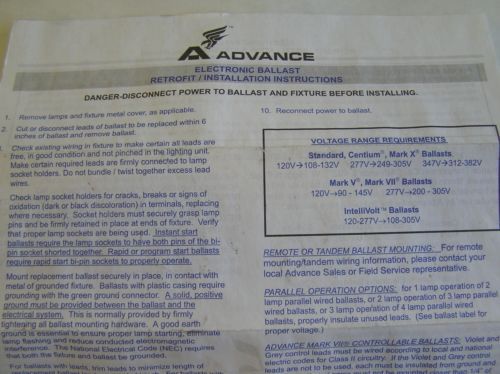 ADVANCE
ELECTRONIC BALLAST
RETROFIT / INSTALLATION INSTRUCTIONS
DANGER-DISCONNECT POWER TO BALLAST AND FIXTURE BEFORE INSTALLING.
1. Remove lamps and fixture metal cover, as applicable.
2. Cut or disconnect leads of ballast to be replaced within 6
inches of ballast and remove ballast.
Check existing wiring in fixture to make certain all leads are
free, in good condition and not pinched in the lighting unit.
Make certain required leads are firmly connected to lamp
socket holders. Do not bundle / twist together excess lead
wires.
Check lamp socket holders for cracks, breaks or signs of
oxidation (dark or black discoloration) in terminals, replacing
where necessary. Socket holders must securely grasp lamp
pins and be firmly retained in place at ends of fixture. Verify
that proper lamp sockets are being used. Instant start
ballasts require the lamp sockets to have both pins of the bi-
pin socket shorted together. Rapid or program start ballasts
require rapid start bi-pin sockets to properly operate.
Mount replacement ballast securely in place, in contact with
metal of grounded fixture. Ballasts with plastic casing require
grounding with the green ground connector. A solid, positive
ground must be provided between the ballast and the
electrical system. This is normally provided by firmly
tightening all ballast mounting hardware. A good earth
ground is essential to ensure proper lamp starting, eliminate
lamp flashing and reduce conducted electromagnetic
interference. The National Electrical Code (NEC) requires
that both the fixture and ballast be grounded.
For ballasts with leads, trim leads to minimize length of
10. Reconnect power to ballast.
VOLTAGE RANGE REQUIREMENTS
Standard, Centium®, Mark X® Ballasts
120V→108-132V 277V→249-305V 347V→312-382V
Mark V®, Mark VII® Ballasts
120V→90 - 145V 277V→200 - 305V
IntelliVolt™ Ballasts
120-277V→108-305V
REMOTE OR TANDEM BALLAST MOUNTING: For remote
mounting/tandem wiring information, please contact your
local Advance Sales or Field Service representative.
PARALLEL OPERATION OPTIONS: for 1 lamp operation of 2
lamp parallel wired ballasts, or 2 lamp operation of 3 lamp parallel
wired ballasts, or 3 lamp operation of 4 lamp parallel wired
ballasts, properly insulate unused leads. (See ballast label for
proper voltage.)
ADVANCE MARK VII® CONTROLLABLE BALLASTS: Violet and
Grey control leads must be wired according to local and national
electric codes for Class II circuitry. If the Violet and Grey control
leads are not to be used, each must be insulated from ground and